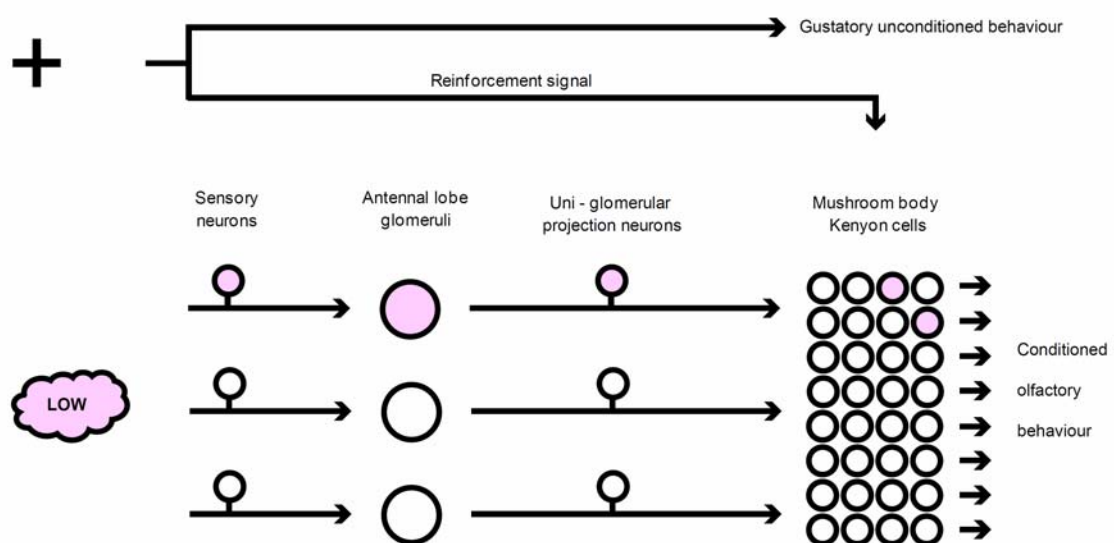 +
Gustatory unconditioned behaviour
Reinforcement signal
Sensory
neurons
Antennal lobe
glomeruli
Uni - glomerular
projection neurons
Mushroom body
Kenyon cells
LOW
Conditioned
olfactory
behaviour